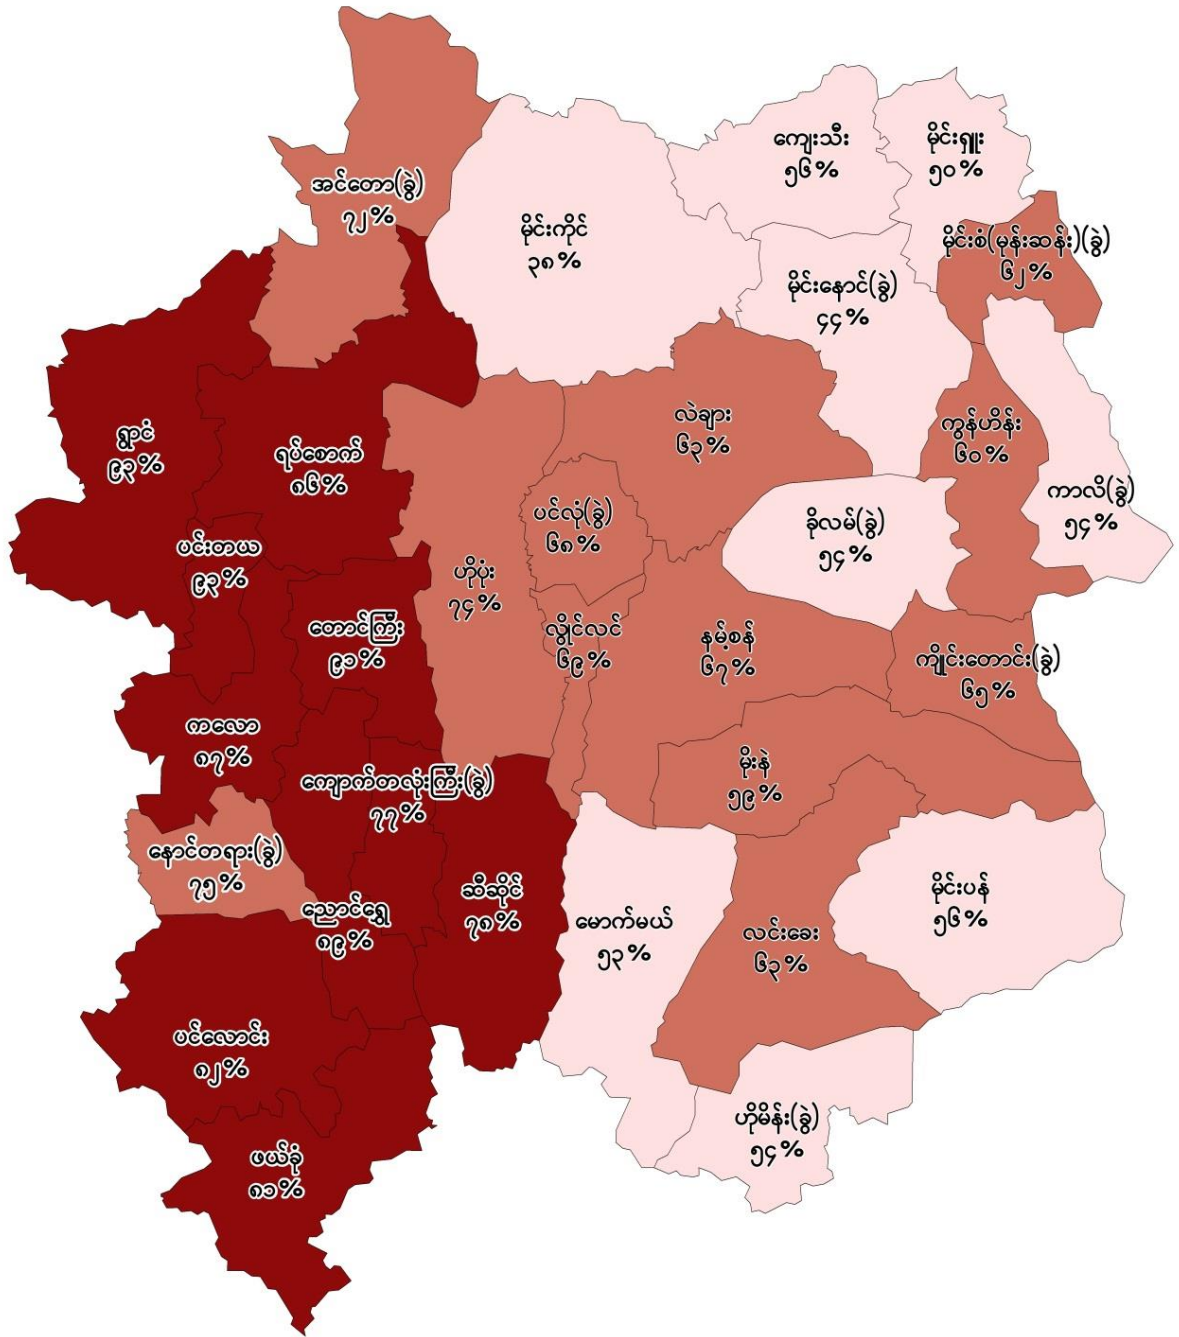 ကျေးသီး
၅၆%
မိုင်းရှူး
၅၀%
အင်တော(ခွဲ)
၇၂%
မိုင်းကိုင်
၃၈%
မိုင်းစံ(မုန်းဆန်း)(ခွဲ)
၆၂%
မိုင်းနောင်(ခွဲ)
၄၄%
လဲချား
၆၃%
ကွန်ဟိန်း
၆၀%
ရွာငံ
၉၃%
ရပ်စောက်
၈၆%
ကာလိ(ခွဲ)
၅၄%
ပင်လုံ(ခွဲ)
၆၈%
ခိုလမ်(ခွဲ)
၅၄%
ပင်းတယ
၉၃%
ဟိုပုံး
၇၄%
တောင်ကြီး
၉၁%
လွိုင်လင်
၆၉%
နမ့်စန်
၆၇%
ကျိုင်းတောင်း(ခွဲ)
၆၅%
ကလော
၈၇%
ကျောက်တလုံးကြီး(ခွဲ)
၇၇%
မိုးနဲ
၅၉%
နောင်တရား(ခွဲ)
၇၅%
ညောင်ရွှေ
၈၉%
ဆီဆိုင်
၇၈%
မောက်မယ်
၅၃%
လင်းခေး
၆၃%
မိုင်းပန်
၅၆%
ပင်လောင်း
၈၂%
ဟိုမိန်း(ခွဲ)
၅၄%
ဖယ်ခုံ
၈၁%